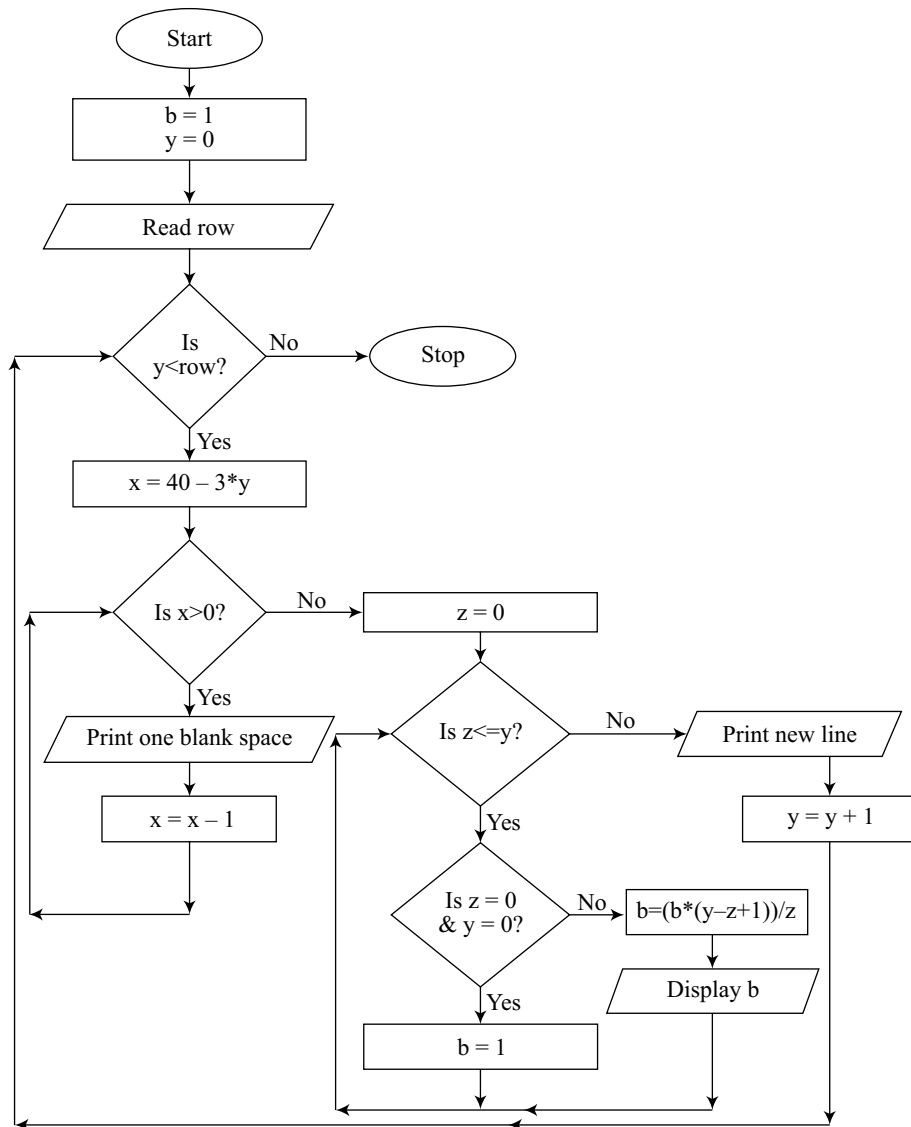 Start
b = 1
y = 0
Read row
Is
y<row?
No
Stop
Yes
x = 40 – 3*y
Is x>0?
No
z = 0
Yes
Print one blank space
x = x – 1
Is z<=y?
No
Print new line
y = y + 1
Yes
Is z = 0
& y = 0?
No
b=(b*(y–z+1))/z
Display b
Yes
b = 1